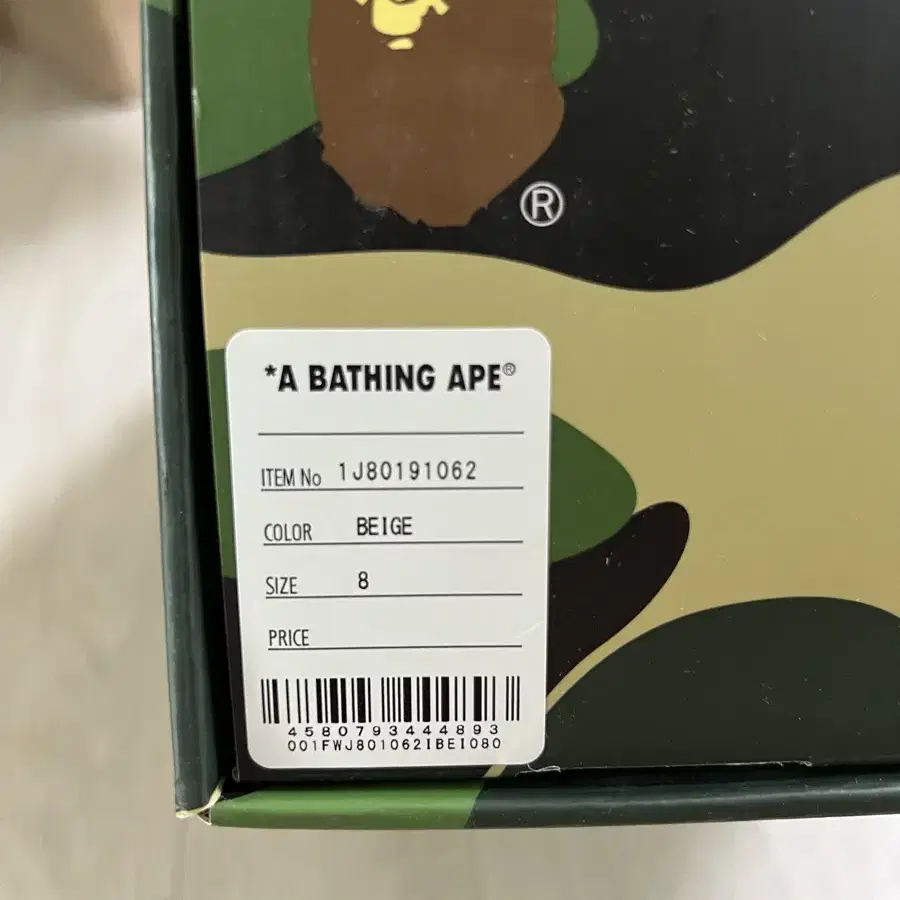 ®
*A BATHING APE®
ITEM No 1J80191062
COLOR BEIGE
SIZE 8
PRICE
4580793444893
001FWJ801062IBEI080